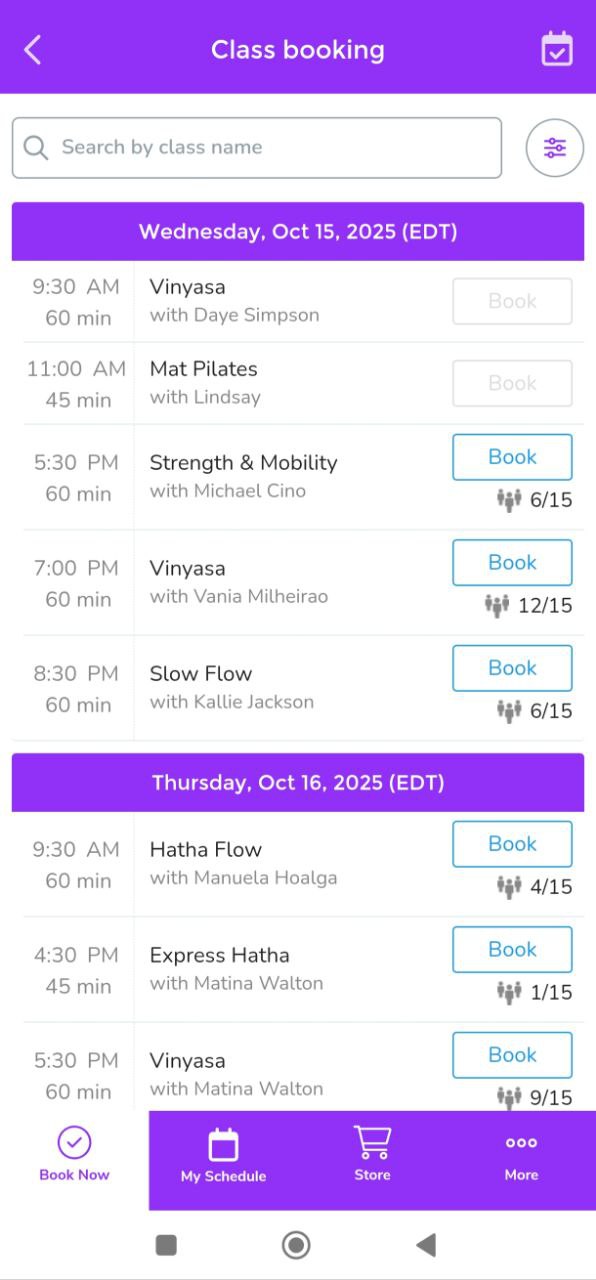 Class booking
Search by class name
Wednesday, Oct 15, 2025 (EDT)
9:30 AM
60 min
Vinyasa
with Daye Simpson
Book
11:00 AM
45 min
Mat Pilates
with Lindsay
Book
5:30 PM
60 min
Strength & Mobility
with Michael Cino
Book
6/15
7:00 PM
60 min
Vinyasa
with Vania Milheirao
Book
12/15
8:30 PM
60 min
Slow Flow
with Kallie Jackson
Book
6/15
Thursday, Oct 16, 2025 (EDT)
9:30 AM
60 min
Hatha Flow
with Manuela Hoalga
Book
4/15
4:30 PM
45 min
Express Hatha
with Matina Walton
Book
1/15
5:30 PM
60 min
Vinyasa
with Matina Walton
Book
9/15
Book Now
My Schedule
Store
More